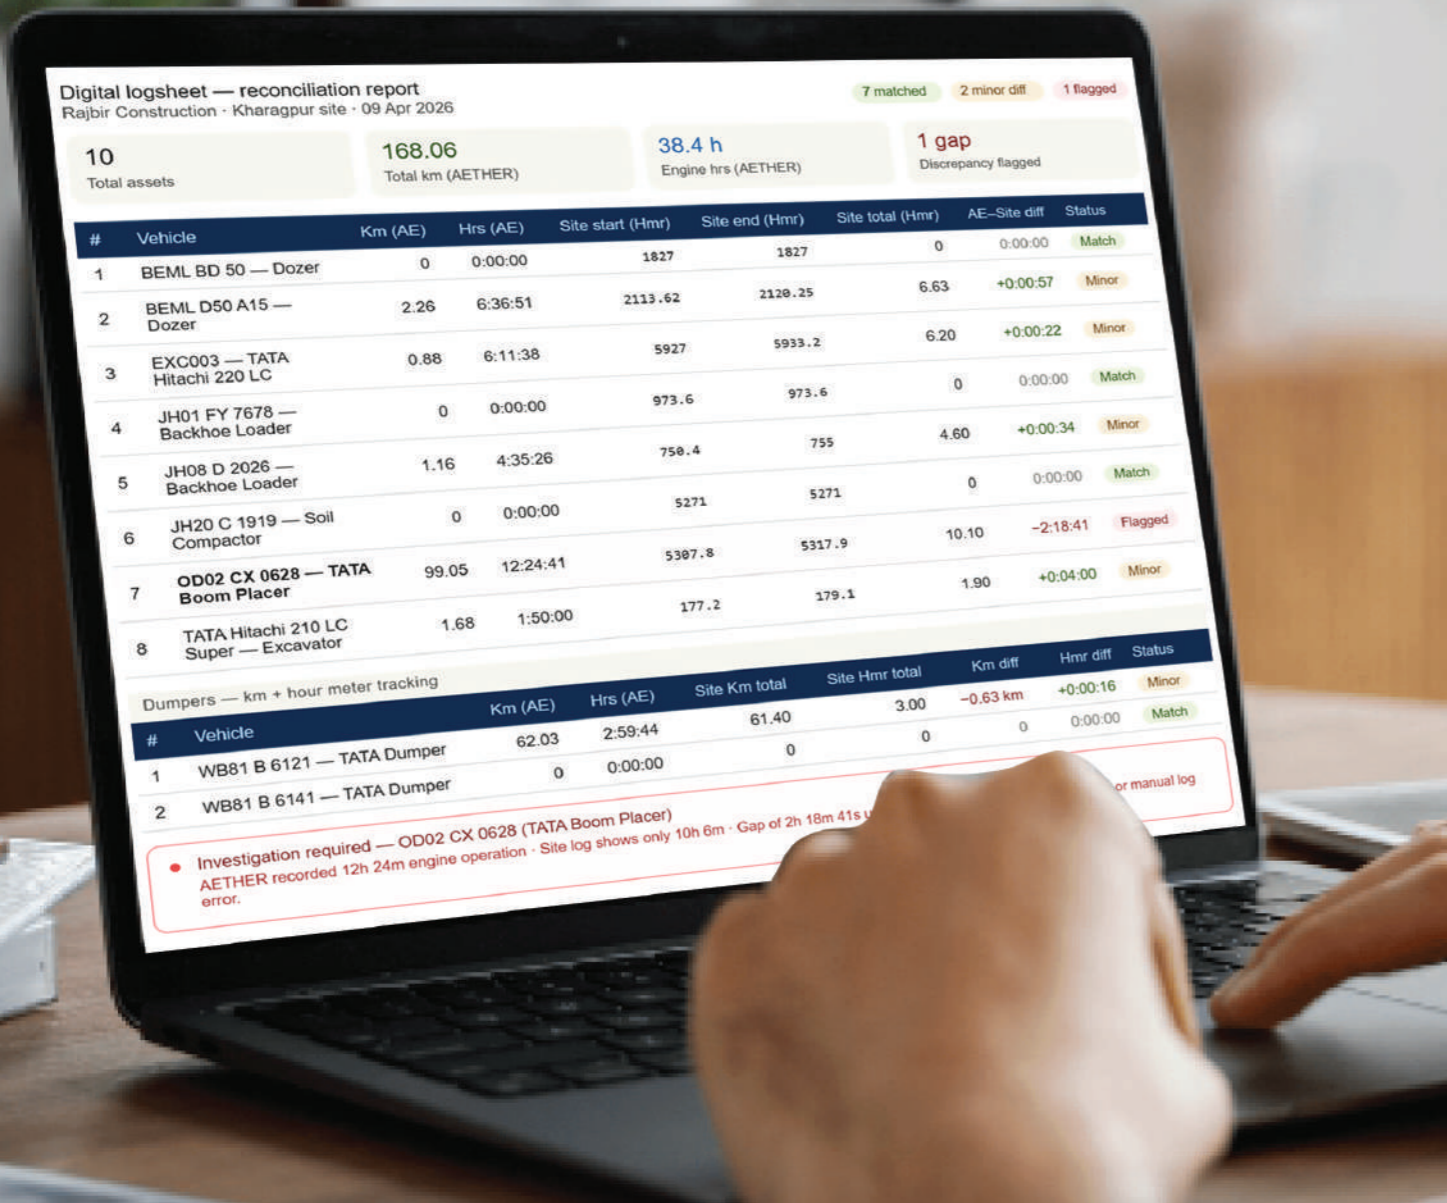 Digital logsheet — reconciliation report
Rajbir Construction · Kharagpur site · 09 Apr 2026
7 matched 2 minor diff 1 flagged
10 168.06 38.4 h 1 gap
Total assets Total km (AETHER) Engine hrs (AETHER) Discrepancy flagged
# Vehicle Km (AE) Hrs (AE) Site start (Hmr) Site end (Hmr) Site total (Hmr) AE–Site diff Status
1 BEML BD 50 — Dozer 0 0:00:00 1827 1827 0 0:00:00 Match
2 BEML D50 A15 — 2.26 6:36:51 2113.62 2120.25 6.63 +0:00:57 Minor
Dozer
3 EXC003 — TATA 0.88 6:11:38 5927 5933.2 6.20 +0:00:22 Minor
Hitachi 220 LC
4 JH01 FY 7678 — 0 0:00:00 973.6 973.6 0 0:00:00 Match
Backhoe Loader
5 JH08 D 2026 — 1.16 4:35:26 750.4 755 4.60 +0:00:34 Minor
Backhoe Loader
6 JH20 C 1919 — Soil 0 0:00:00 5271 5271 0 0:00:00 Match
Compactor
7 OD02 CX 0628 — TATA 99.05 12:24:41 5307.8 5317.9 10.10 −2:18:41 Flagged
Boom Placer
8 TATA Hitachi 210 LC 1.68 1:50:00 177.2 179.1 1.90 +0:04:00 Minor
Super — Excavator
Dumpers — km + hour meter tracking
# Vehicle Km (AE) Hrs (AE) Site Km total Site Hmr total Km diff Hmr diff Status
1 WB81 B 6121 — TATA Dumper 62.03 2:59:44 61.40 3.00 −0.63 km +0:00:16 Minor
2 WB81 B 6141 — TATA Dumper 0 0:00:00 0 0 0 0:00:00 Match
Investigation required — OD02 CX 0628 (TATA Boom Placer)
AETHER recorded 12h 24m engine operation · Site log shows only 10h 6m · Gap of 2h 18m 41s or manual log
error.